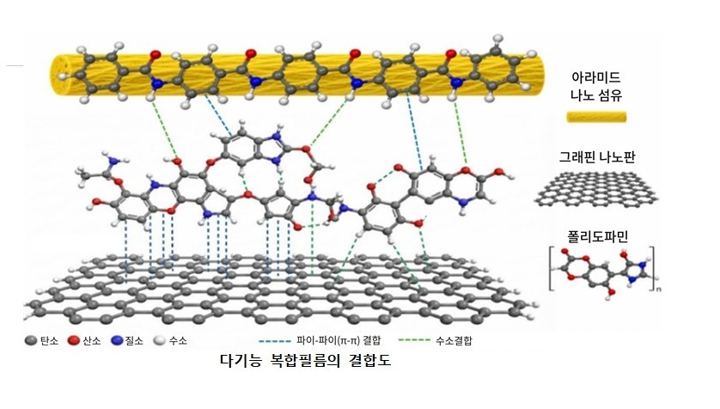 아라미드
나노 섬유
그래핀 나노판
폴리도파민
n
탄소 산소 질소 수소 파이-파이(π-π) 결합 수소결합
다기능 복합필름의 결합도